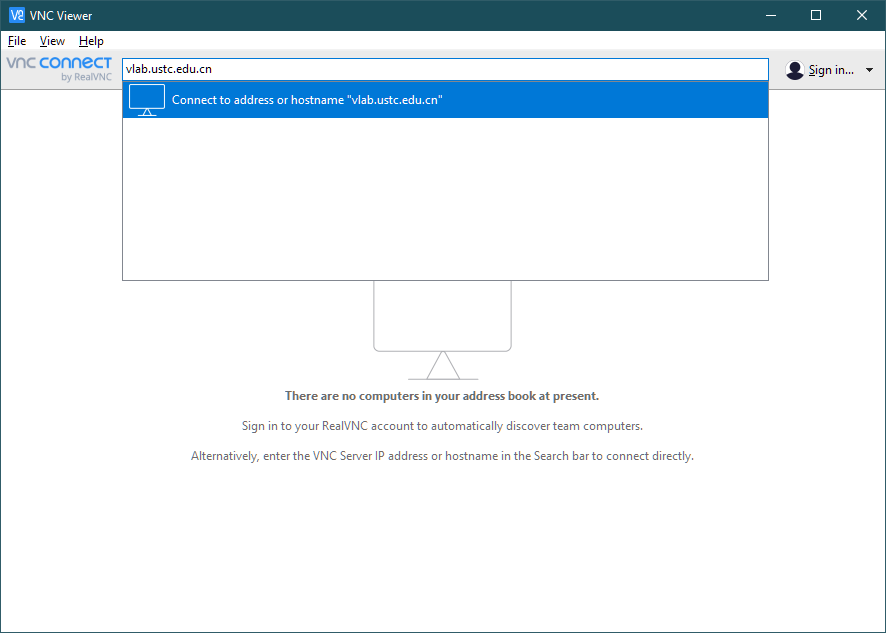 VNC Viewer
File View Help
vnc connect
by RealVNC
vlab.ustc.edu.cn
Sign in...
Connect to address or hostname "vlab.ustc.edu.cn"
There are no computers in your address book at present.
Sign in to your RealVNC account to automatically discover team computers.
Alternatively, enter the VNC Server IP address or hostname in the Search bar to connect directly.